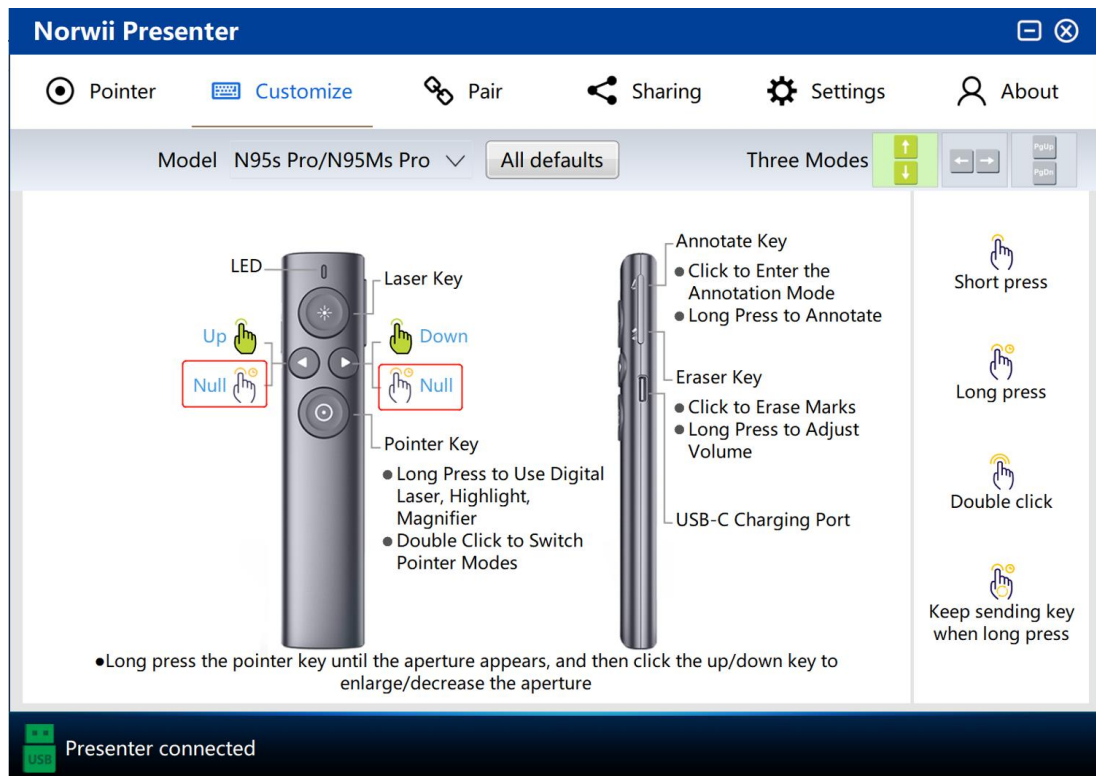 Norwii Presenter
Pointer
Customize
Pair
Sharing
Settings
About
Model N95s Pro/N95Ms Pro
All defaults
Three Modes
PgUp
PgDn
LED
Laser Key
Up
Down
Null
Null
Pointer Key
●Long Press to Use Digital
Laser, Highlight,
Magnifier
●Double Click to Switch
Pointer Modes
Annotate Key
●Click to Enter the
Annotation Mode
●Long Press to Annotate
Eraser Key
●Click to Erase Marks
●Long Press to Adjust
Volume
USB-C Charging Port
●Long press the pointer key until the aperture appears, and then click the up/down key to
enlarge/decrease the aperture
Short press
Long press
Double click
Keep sending key
when long press
USB
Presenter connected